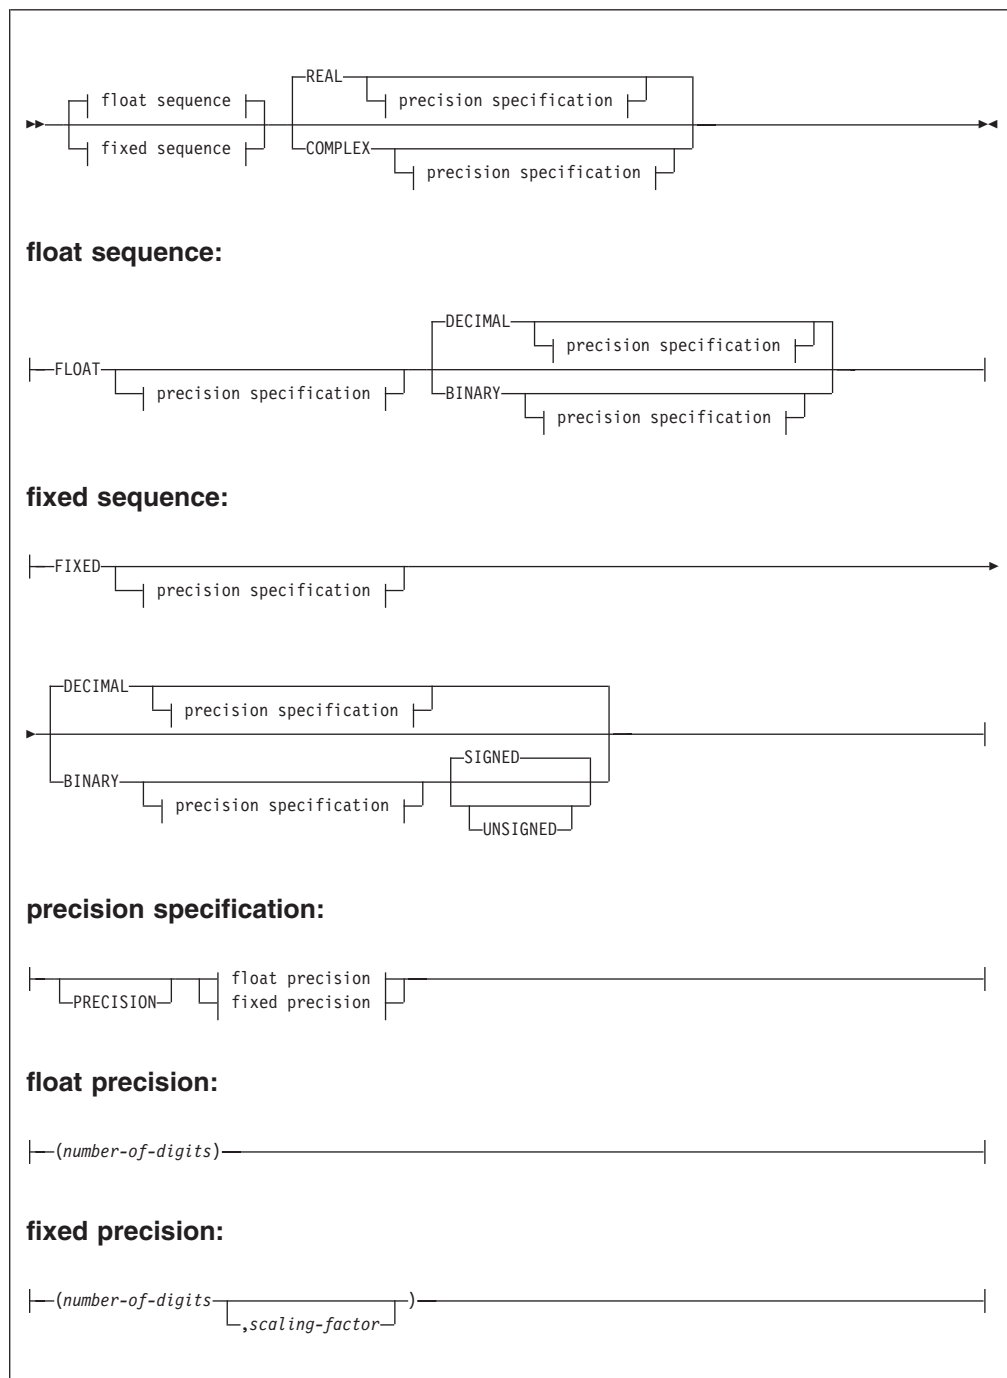 REAL
float sequence
precision specification
fixed sequence
COMPLEX
precision specification
float sequence:
DECIMAL
precision specification
FLOAT
precision specification
BINARY
precision specification
fixed sequence:
FIXED
precision specification
DECIMAL
precision specification
SIGNED
BINARY
precision specification
UNSIGNED
precision specification:
float precision
PRECISION
fixed precision
float precision:
(number-of-digits)
fixed precision:
(number-of-digits )
,scaling-factor